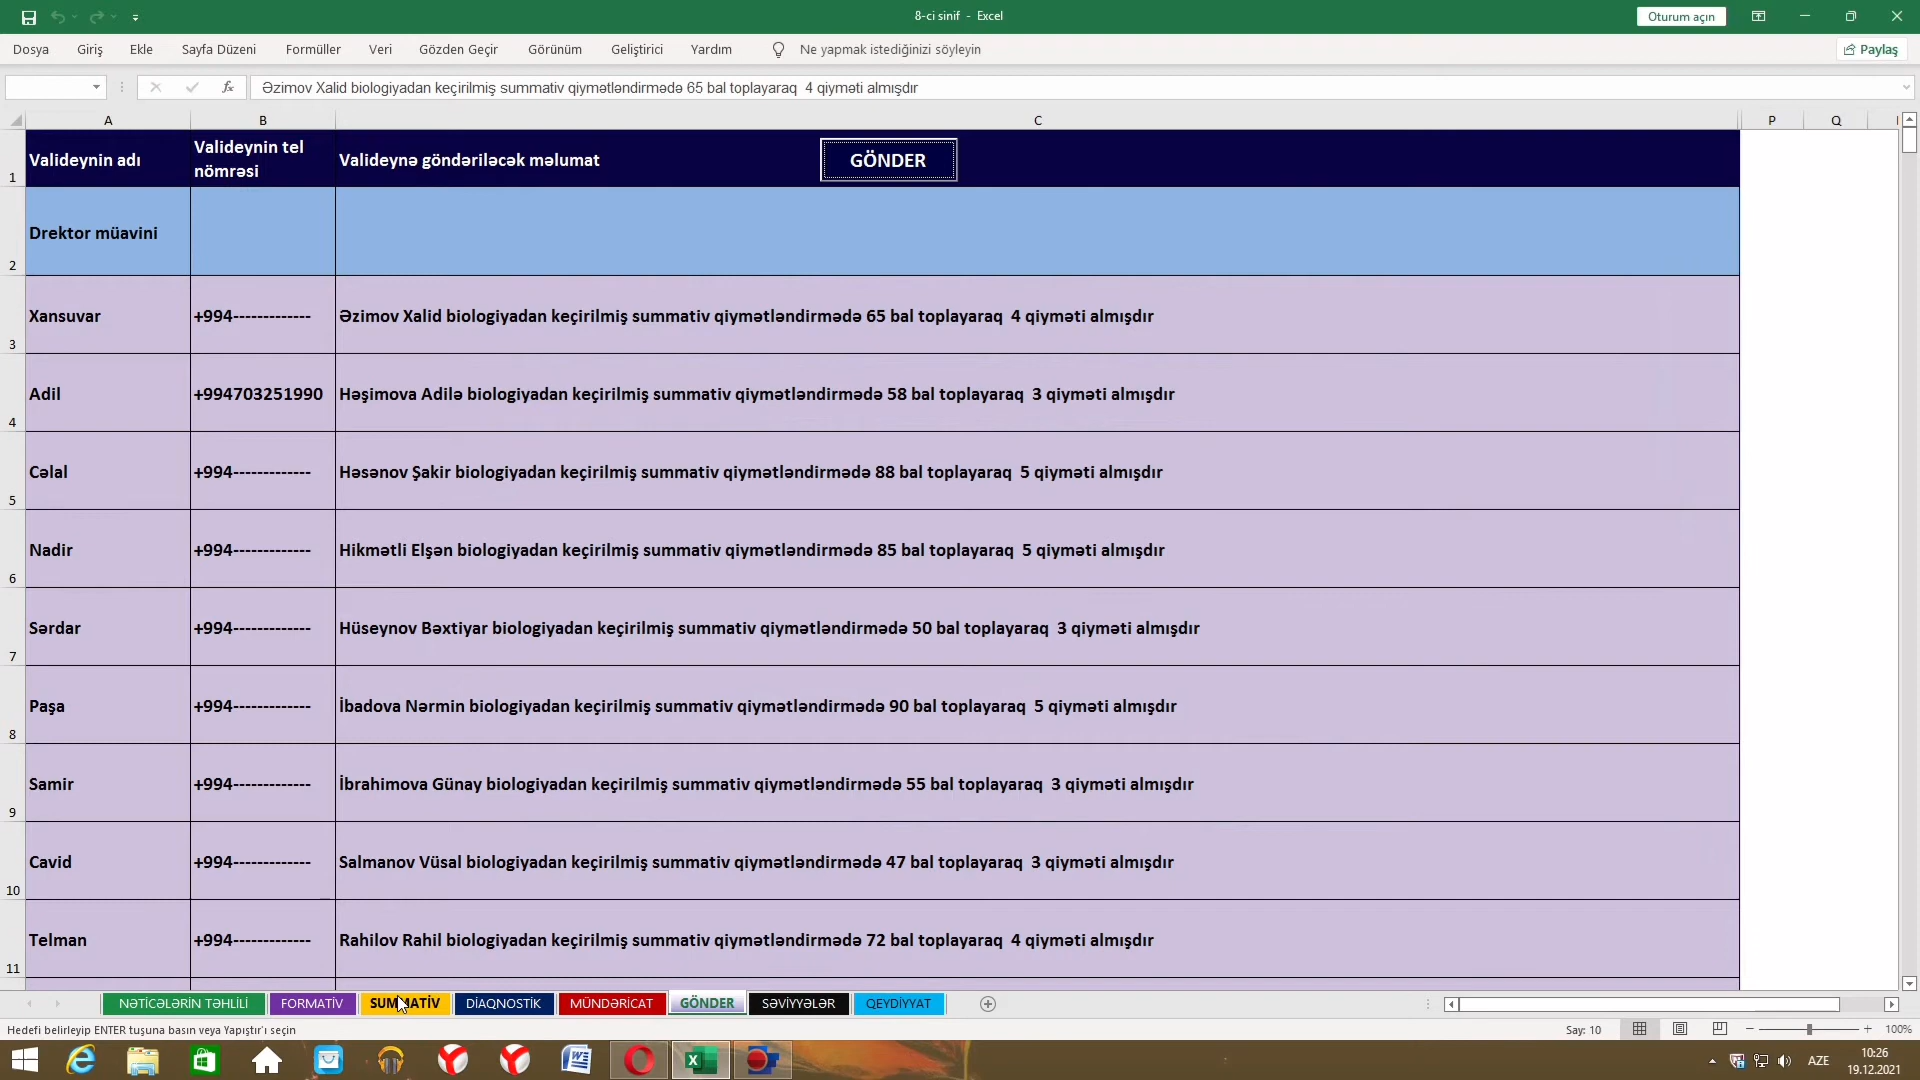 8-ci sinif - Excel
Oturum açın
Dosya Giriş Ekle Sayfa Düzeni Formüller Veri Gözden Geçir Görünüm Geliştirici Yardım Ne yapmak istediğinizi söyleyin Paylaş
fx Əzimov Xalid biologiyadan keçirilmiş summativ qiymətləndirmədə 65 bal toplayaraq 4 qiyməti almışdır
A B C P Q
1 Valideynin adı Valideynin tel nömrəsi Valideynə göndəriləcək məlumat GÖNDER
2 Drektor müavini
3 Xansuvar +994------------- Əzimov Xalid biologiyadan keçirilmiş summativ qiymətləndirmədə 65 bal toplayaraq 4 qiyməti almışdır
4 Adil +994703251990 Həşimova Adilə biologiyadan keçirilmiş summativ qiymətləndirmədə 58 bal toplayaraq 3 qiyməti almışdır
5 Cəlal +994------------- Həsənov Şakir biologiyadan keçirilmiş summativ qiymətləndirmədə 88 bal toplayaraq 5 qiyməti almışdır
6 Nadir +994------------- Hikmətli Elşən biologiyadan keçirilmiş summativ qiymətləndirmədə 85 bal toplayaraq 5 qiyməti almışdır
7 Sərdar +994------------- Hüseynov Bəxtiyar biologiyadan keçirilmiş summativ qiymətləndirmədə 50 bal toplayaraq 3 qiyməti almışdır
8 Paşa +994------------- İbadova Nərmin biologiyadan keçirilmiş summativ qiymətləndirmədə 90 bal toplayaraq 5 qiyməti almışdır
9 Samir +994------------- İbrahimova Günay biologiyadan keçirilmiş summativ qiymətləndirmədə 55 bal toplayaraq 3 qiyməti almışdır
10 Cavid +994------------- Salmanov Vüsal biologiyadan keçirilmiş summativ qiymətləndirmədə 47 bal toplayaraq 3 qiyməti almışdır
11 Telman +994------------- Rahilov Rahil biologiyadan keçirilmiş summativ qiymətləndirmədə 72 bal toplayaraq 4 qiyməti almışdır
NƏTİCƏLƏRİN TƏHLİLİ FORMATİV SUMMATİV DİAQNOSTİK MÜNDƏRİCAT GÖNDER SƏVİYYƏLƏR QEYDİYYAT
Hedefi belirleyip ENTER tuşuna basın veya Yapıştır'ı seçin Say: 10 100%
AZE 10:26
19.12.2021